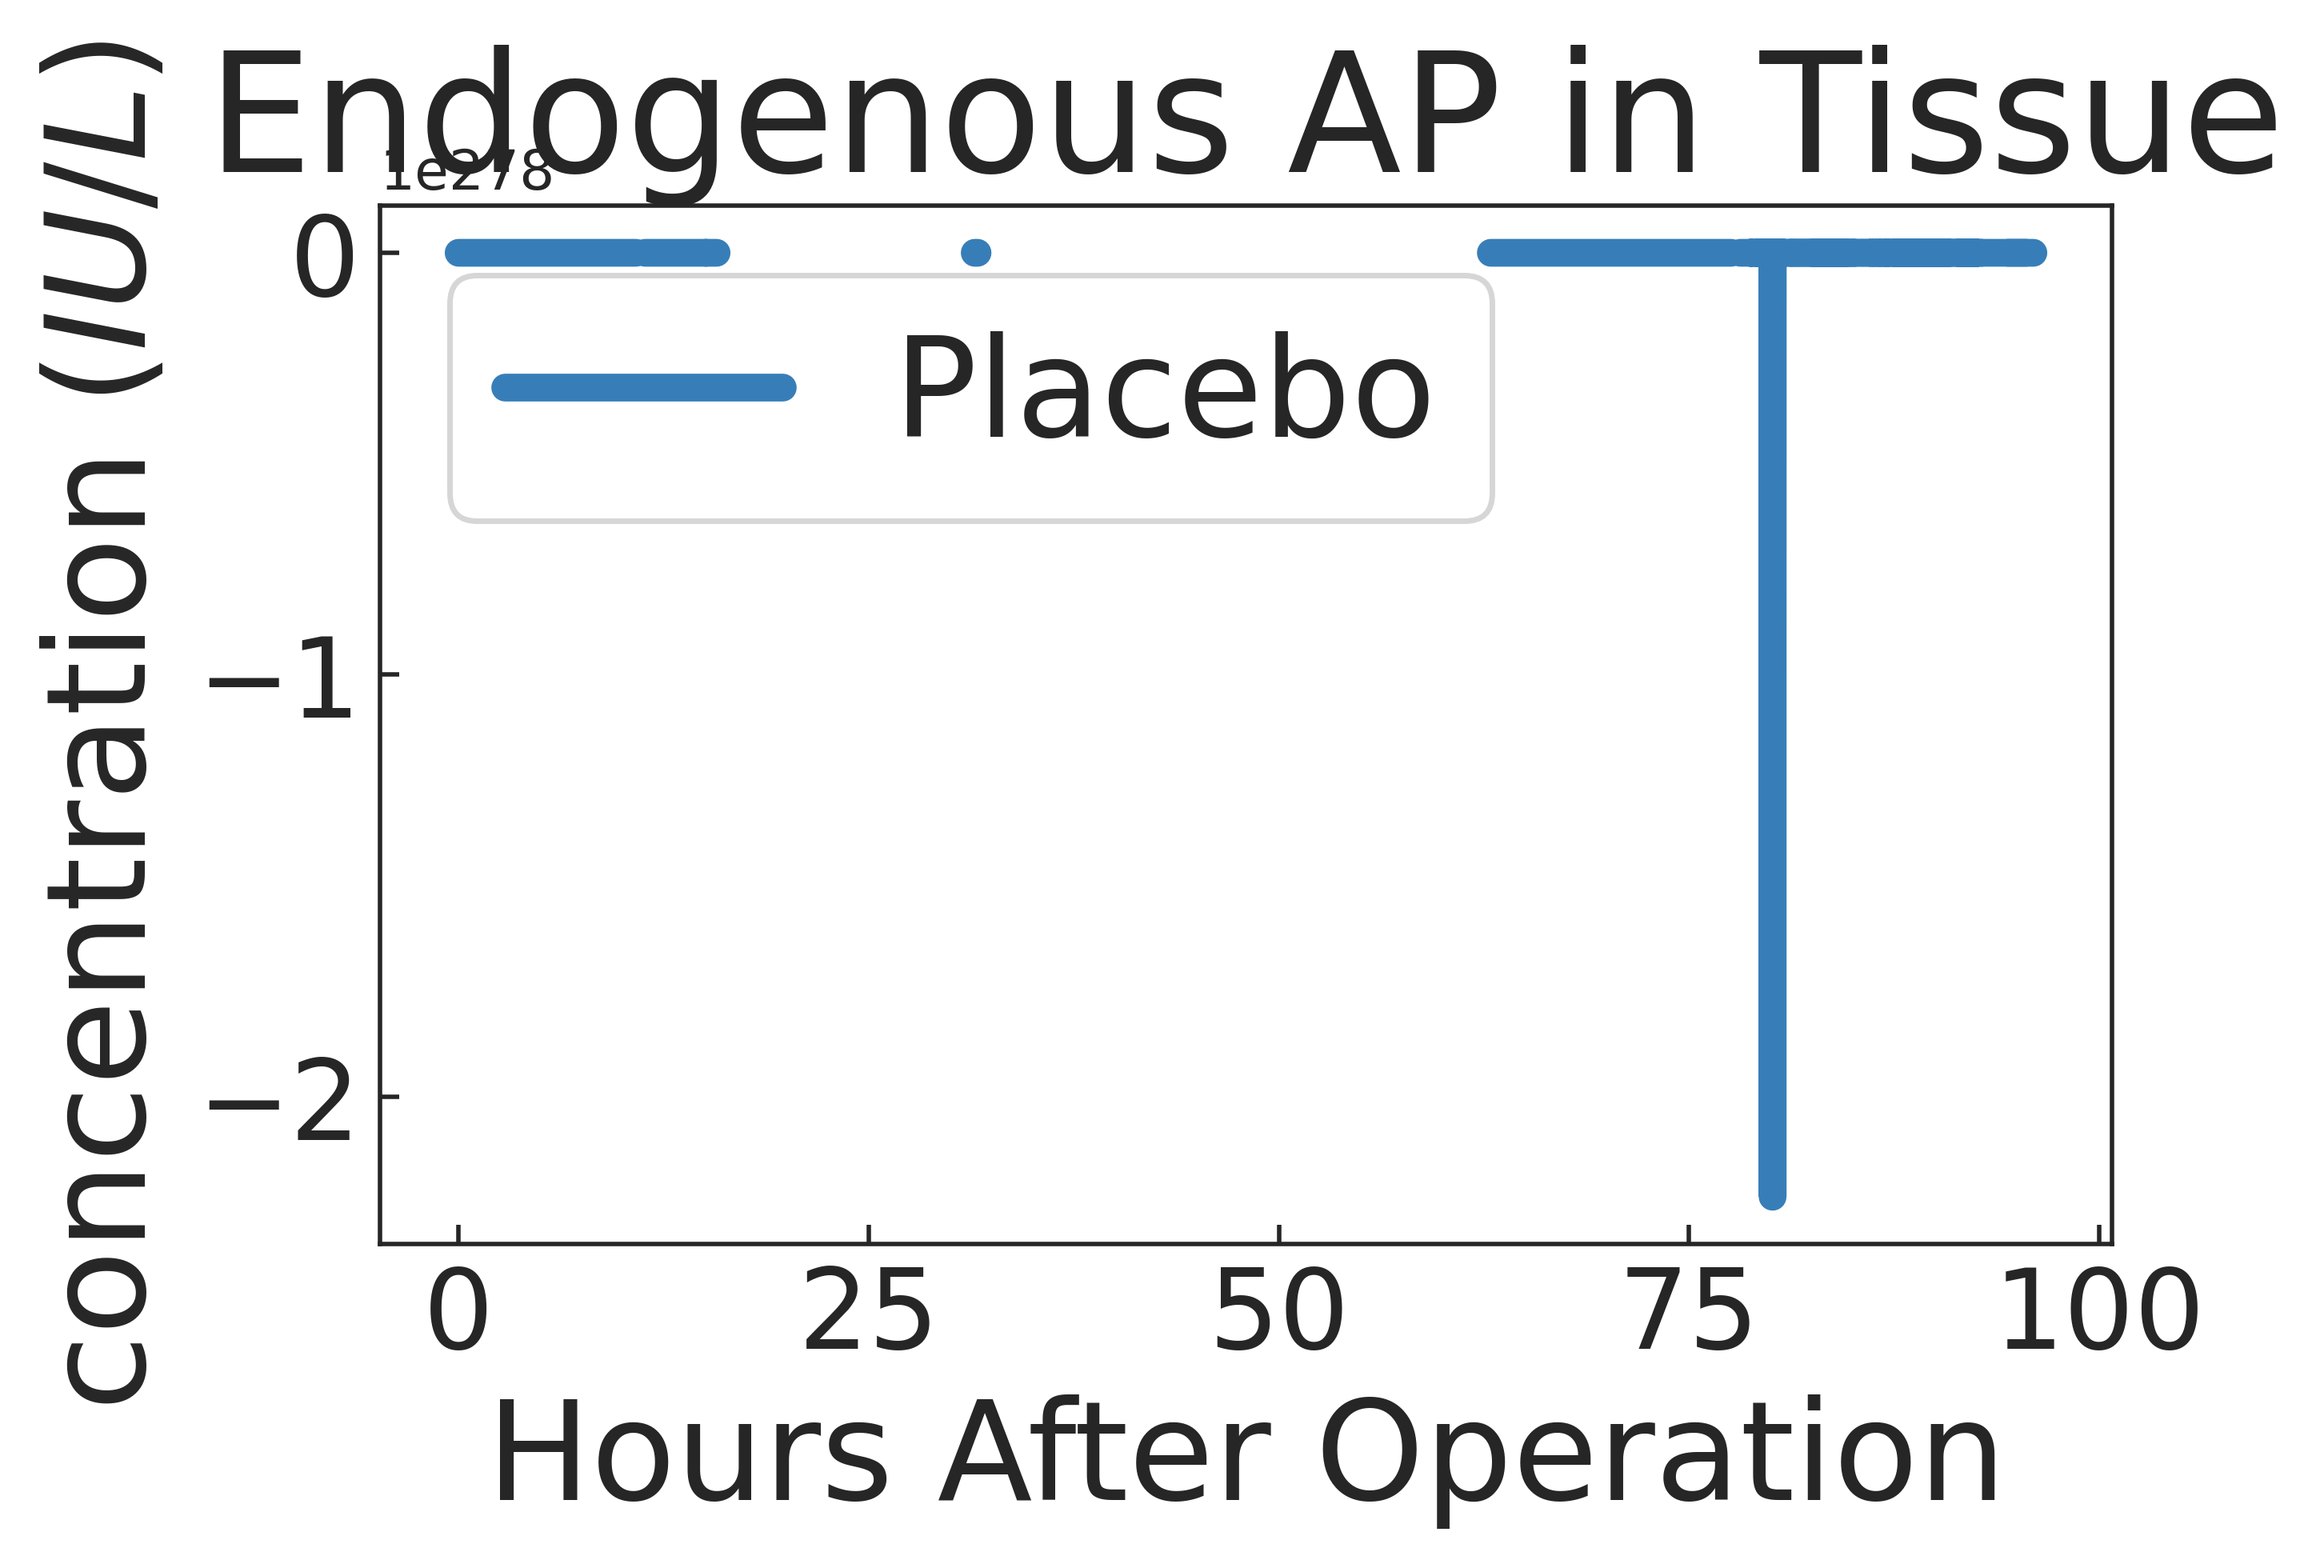 Endogenous AP in Tissue
1e278
concentration (IU/L)
0
−1
−2
Placebo
0 25 50 75 100
Hours After Operation